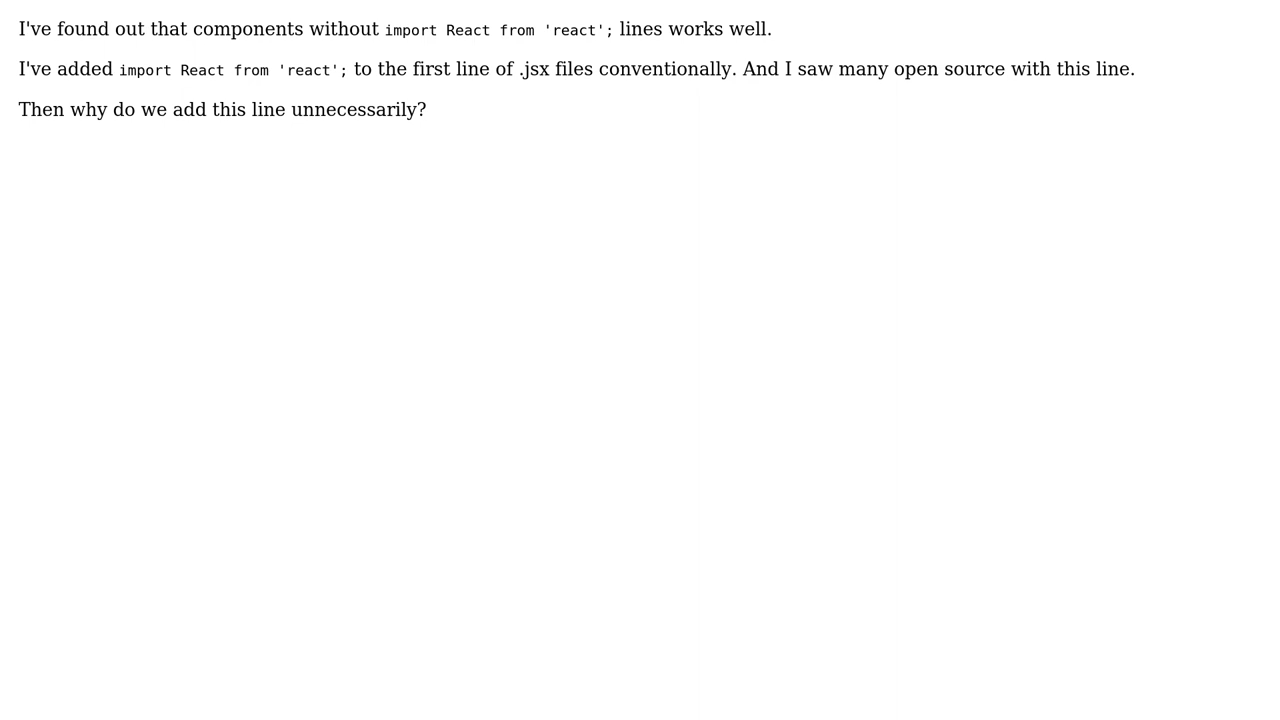 I've found out that components without import React from 'react'; lines works well.
I've added import React from 'react'; to the first line of .jsx files conventionally. And I saw many open source with this line.
Then why do we add this line unnecessarily?